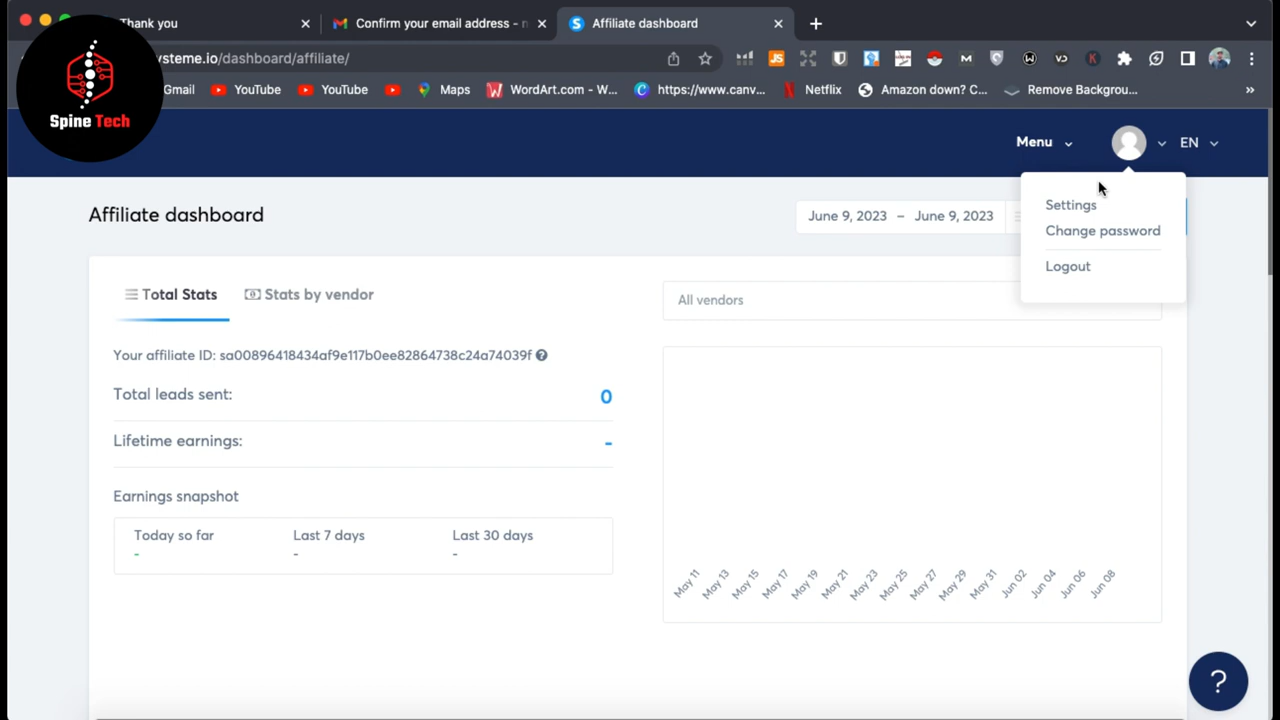 Thank you
Confirm your email address -
Affiliate dashboard
systeme.io/dashboard/affiliate/
Gmail
YouTube
YouTube
Maps
WordArt.com - W...
https://www.canv...
Netflix
Amazon down? C...
Remove Backgrou...
»
Spine Tech
Menu
EN
Settings
Change password
Logout
Affiliate dashboard
June 9, 2023 – June 9, 2023
Total Stats
Stats by vendor
All vendors
Your affiliate ID: sa00896418434af9e117b0ee82864738c24a74039f
Total leads sent:
0
Lifetime earnings:
-
Earnings snapshot
Today so far
Last 7 days
Last 30 days
-
-
-
May 11
May 13
May 15
May 17
May 19
May 21
May 23
May 25
May 27
May 29
May 31
Jun 02
Jun 04
Jun 06
Jun 08
?